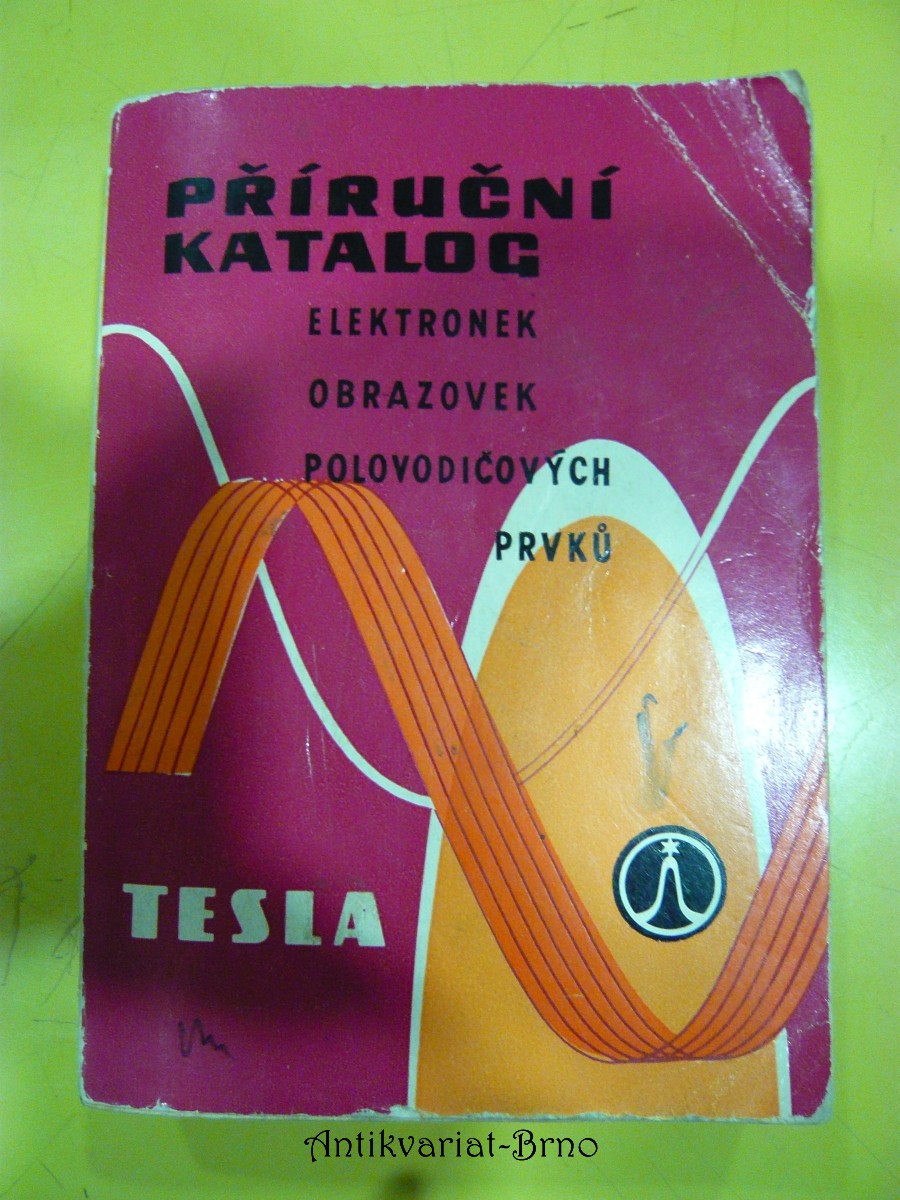 PŘÍRUČNÍ
KATALOG
ELEKTRONEK
OBRAZOVEK
POLOVODIČOVÝCH
PRVKŮ
TESLA
Antikvariat-Brno